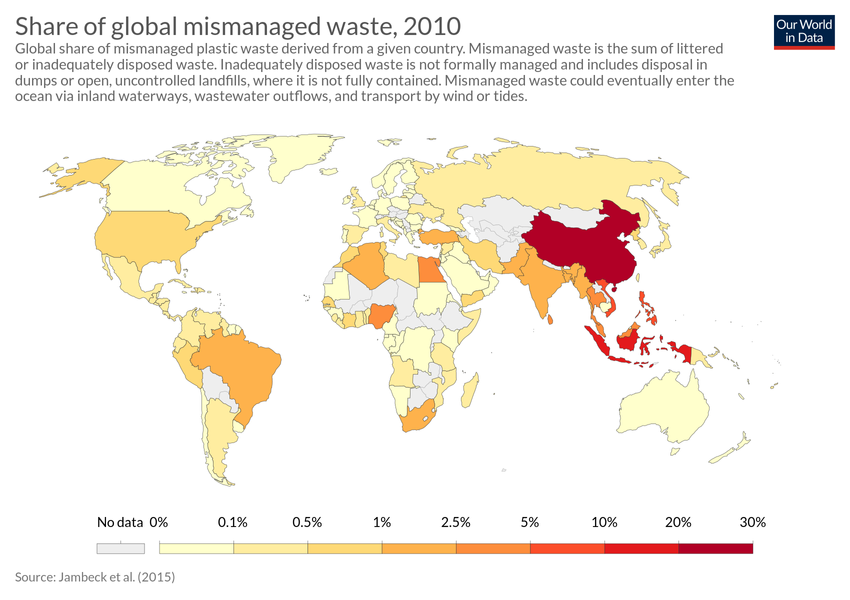 Share of global mismanaged waste, 2010
Our World
in Data
Global share of mismanaged plastic waste derived from a given country. Mismanaged waste is the sum of littered
or inadequately disposed waste. Inadequately disposed waste is not formally managed and includes disposal in
dumps or open, uncontrolled landfills, where it is not fully contained. Mismanaged waste could eventually enter the
ocean via inland waterways, wastewater outflows, and transport by wind or tides.
No data 0% 0.1% 0.5% 1% 2.5% 5% 10% 20% 30%
Source: Jambeck et al. (2015)